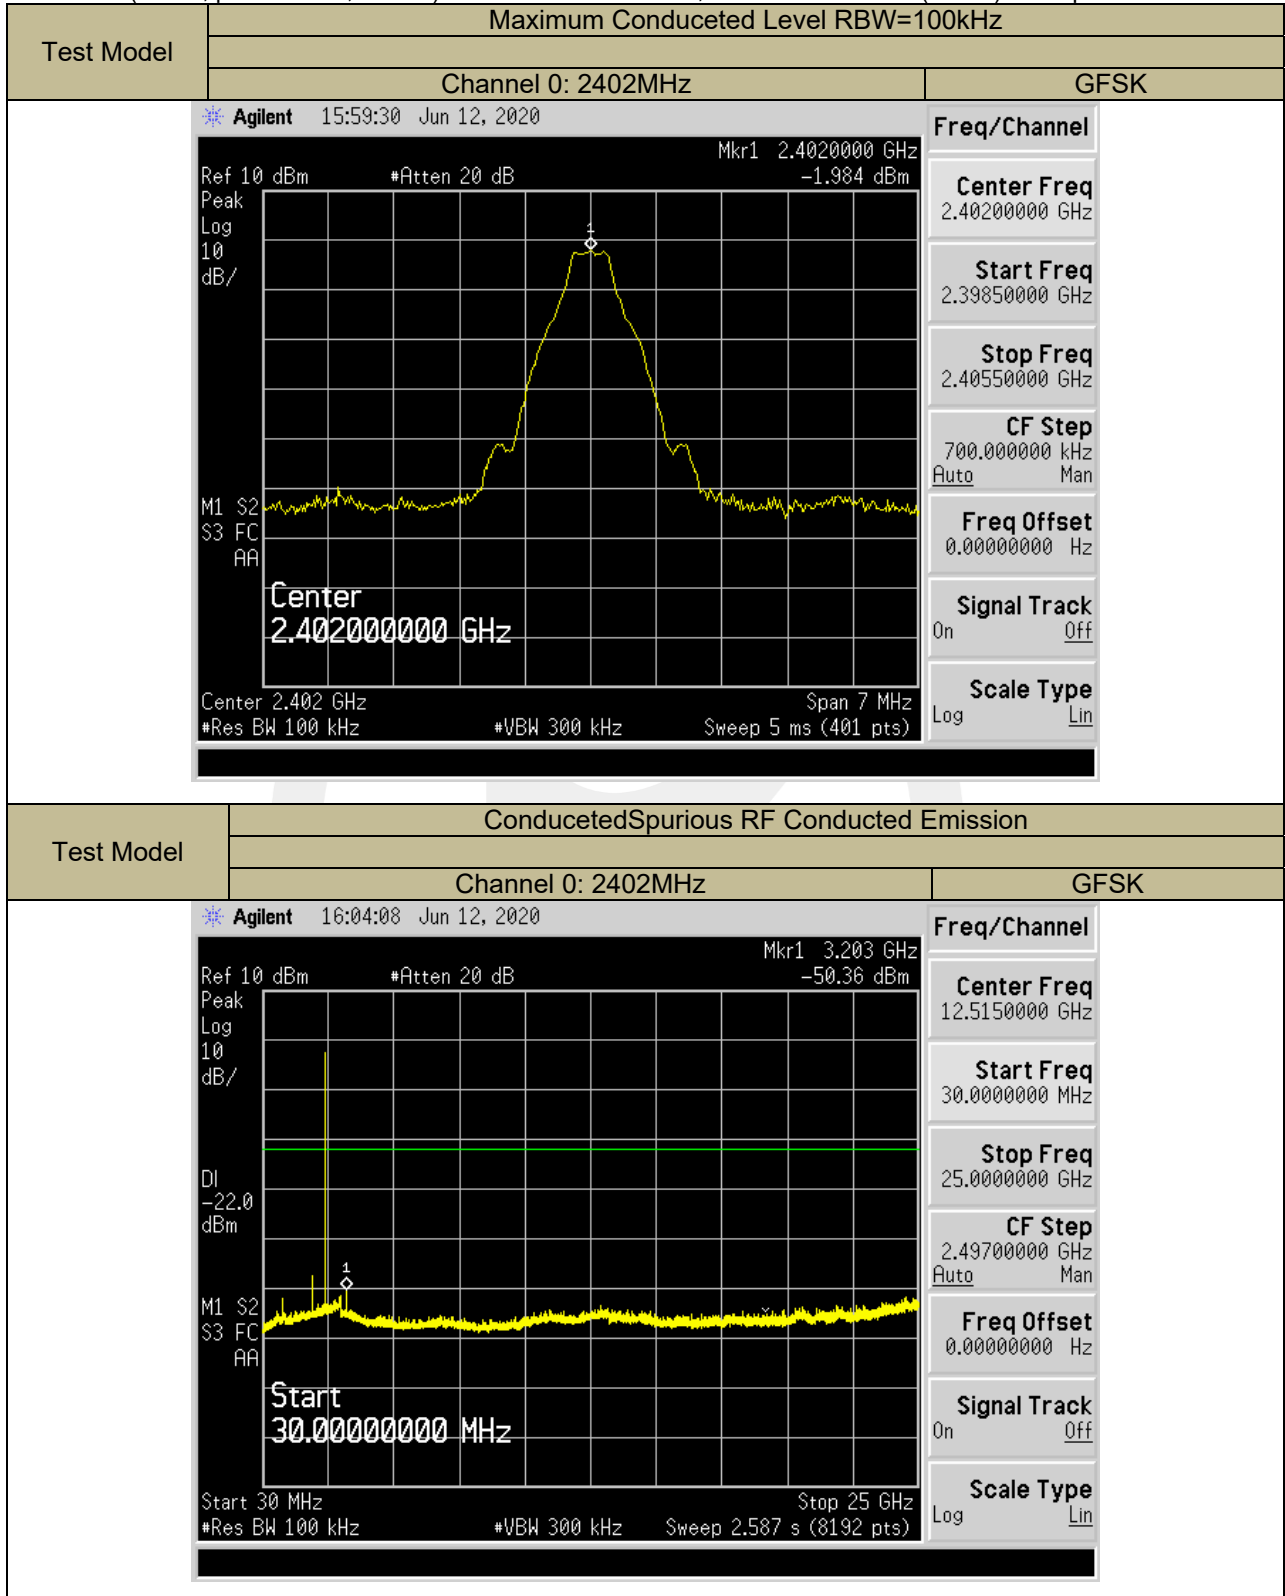 Test Model
Maximum Conduceted Level RBW=100kHz
Channel 0: 2402MHz GFSK
Agilent 15:59:30 Jun 12, 2020
Freq/Channel
Mkr1 2.4020000 GHz
Ref 10 dBm #Atten 20 dB -1.984 dBm
Peak
Log
10
dB/
1
M1 S2
S3 FC
AA
Center
2.402000000 GHz
Center 2.402 GHz Span 7 MHz
#Res BW 100 kHz #VBW 300 kHz Sweep 5 ms (401 pts)
Center Freq
2.40200000 GHz
Start Freq
2.39850000 GHz
Stop Freq
2.40550000 GHz
CF Step
700.000000 kHz
Auto Man
Freq Offset
0.00000000 Hz
Signal Track
On Off
Scale Type
Log Lin
Test Model
ConducetedSpurious RF Conducted Emission
Channel 0: 2402MHz GFSK
Agilent 16:04:08 Jun 12, 2020
Freq/Channel
Mkr1 3.203 GHz
Ref 10 dBm #Atten 20 dB -50.36 dBm
Peak
Log
10
dB/
DI
-22.0
dBm
1
M1 S2
S3 FC
AA
Start
30.00000000 MHz
Start 30 MHz Stop 25 GHz
#Res BW 100 kHz #VBW 300 kHz Sweep 2.587 s (8192 pts)
Center Freq
12.5150000 GHz
Start Freq
30.0000000 MHz
Stop Freq
25.0000000 GHz
CF Step
2.49700000 GHz
Auto Man
Freq Offset
0.00000000 Hz
Signal Track
On Off
Scale Type
Log Lin